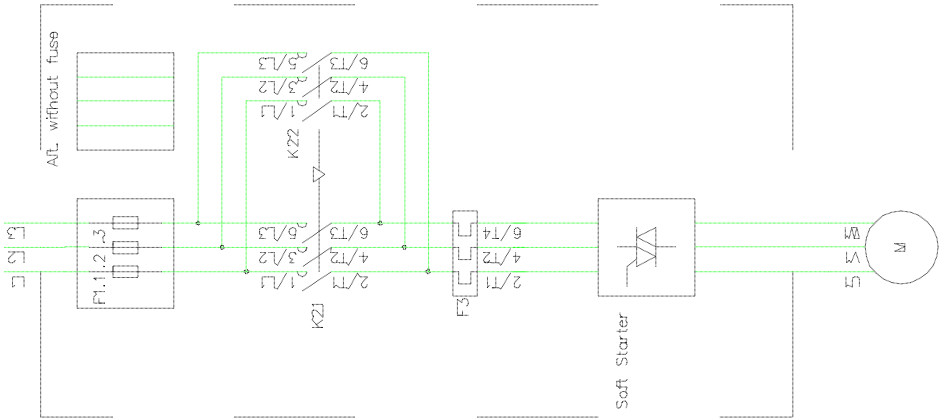 Alt. without fuse
5/L3
6/T3
3/L2
4/T2
1/L1
2/T1
K22
L3
L2
L1
F1.1 .2 .3
5/L3
6/T3
3/L2
4/T2
1/L1
2/T1
K21
6/T4
4/T2
2/T1
F3
Soft Starter
W1
V1
U1
M